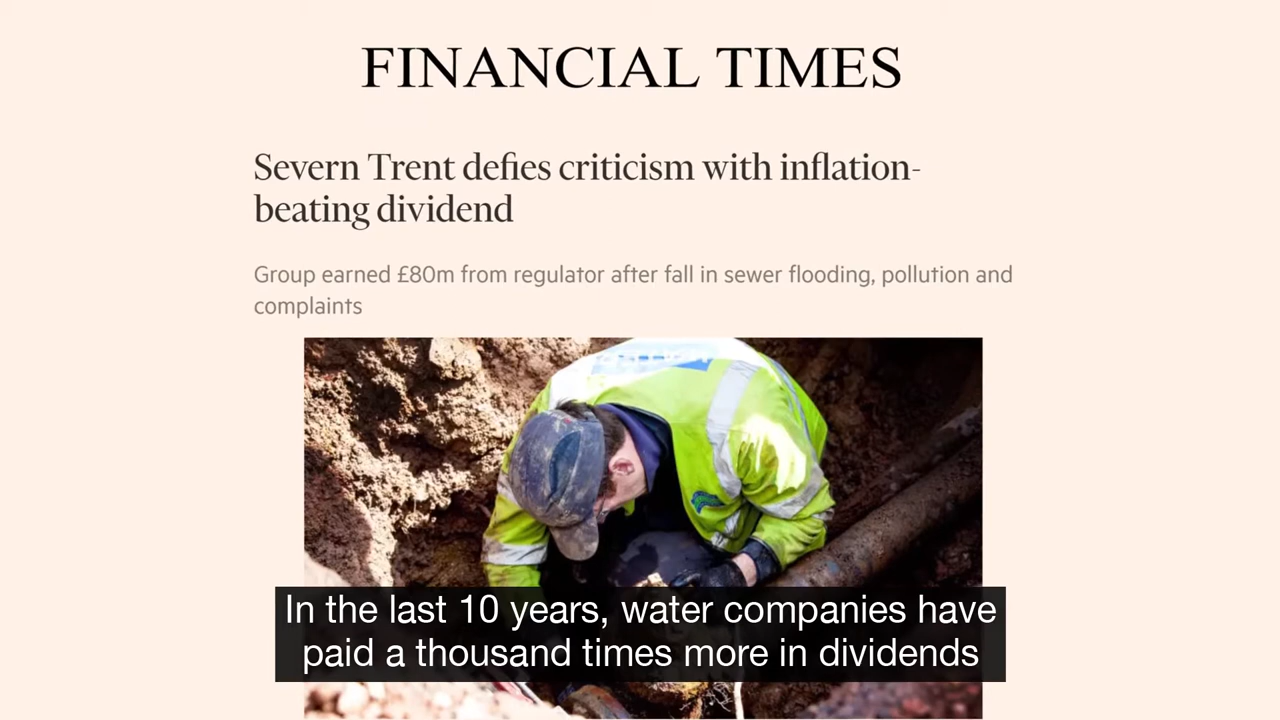 FINANCIAL TIMES
Severn Trent defies criticism with inflation-
beating dividend
Group earned £80m from regulator after fall in sewer flooding, pollution and
complaints
In the last 10 years, water companies have
paid a thousand times more in dividends